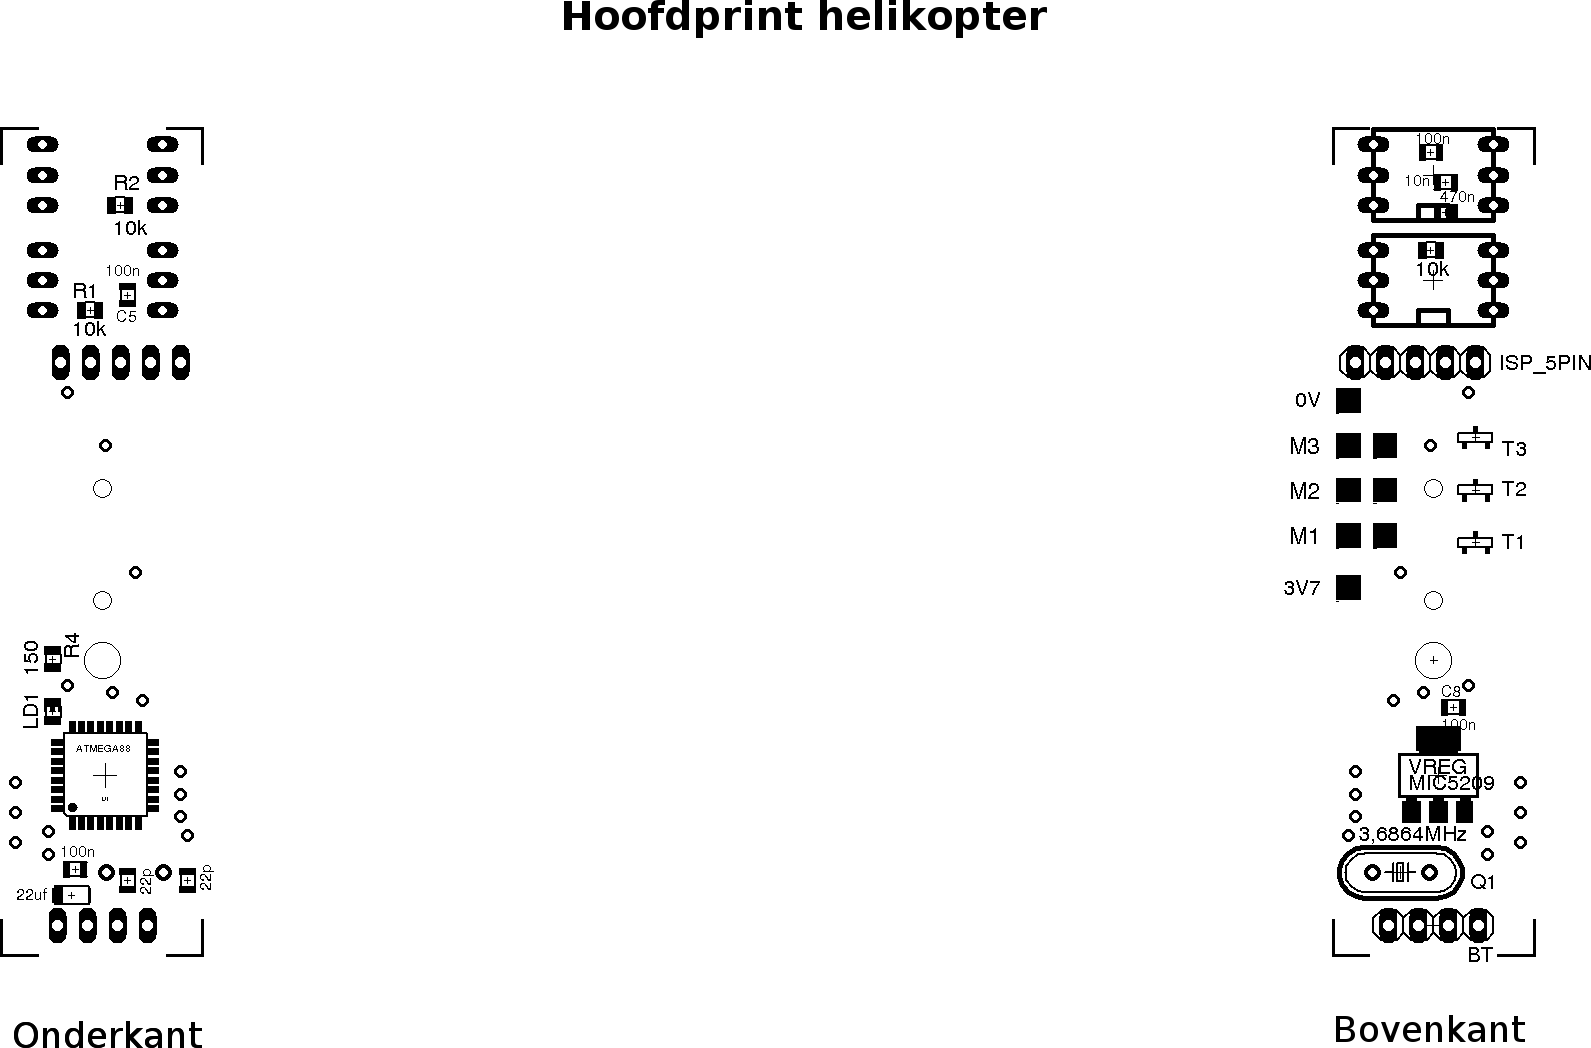 Hoofdprint helikopter
R2
10k
100n
R1
C5
10k
150
R4
LD1
ATMEGA88
100n
22uf
22p
22p
Onderkant
100n
10n
470n
10k
ISP_5PIN
0V
M3
T3
M2
T2
M1
T1
3V7
C8
100n
VREG
MIC5209
3,6864MHz
Q1
BT
Bovenkant